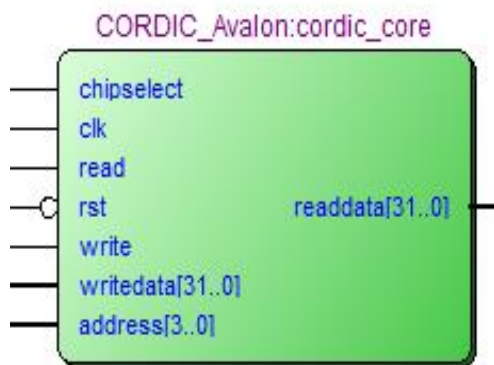 CORDIC_Avalon:cordic_core
chipselect
clk
read
rst
readdata[31..0]
write
writedata[31..0]
address[3..0]